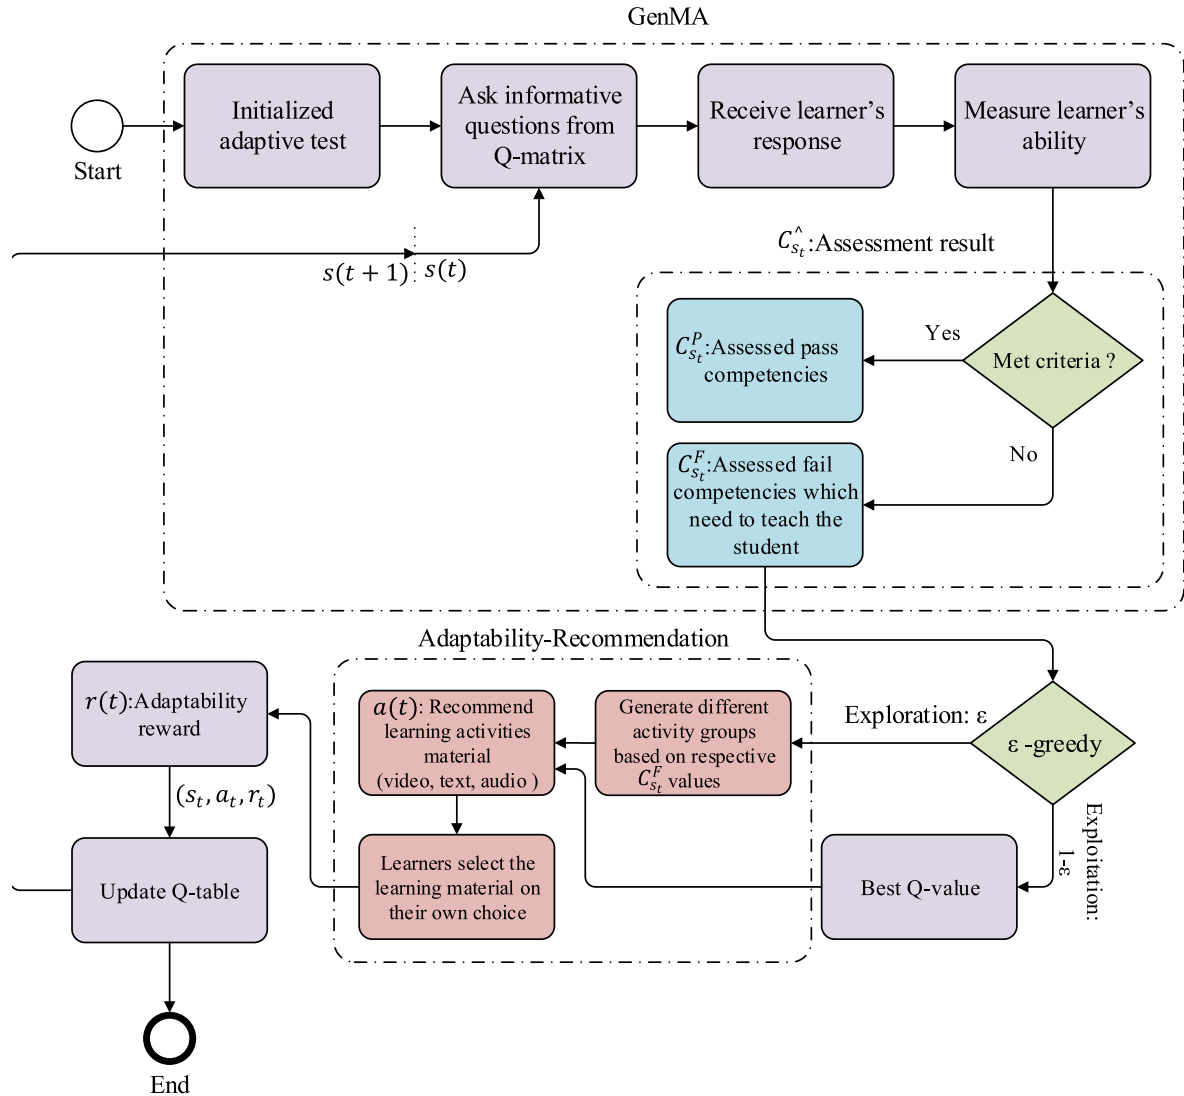 GenMA
Start
Initialized
adaptive test
Ask informative
questions from
Q-matrix
Receive learner's
response
Measure learner's
ability
s(t + 1)
s(t)
C^_{s_t}:Assessment result
Met criteria ?
Yes
No
C^P_{s_t}:Assessed pass
competencies
C^F_{s_t}:Assessed fail
competencies which
need to teach the
student
Adaptability-Recommendation
ε -greedy
Exploration: ε
Exploitation:
1-ε
Generate different
activity groups
based on respective
C^F_{s_t} values
a(t): Recommend
learning activities
material
(video, text, audio )
Best Q-value
Learners select the
learning material on
their own choice
r(t):Adaptability
reward
(s_t, a_t, r_t)
Update Q-table
End